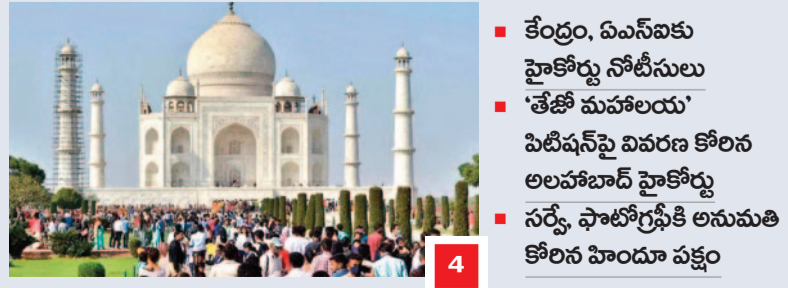 కేంద్రం, ఏఎస్ఐకు
హైకోర్టు నోటీసులు
‘తేజో మహాలయ’
పిటిషన్‌పై వివరణ కోరిన
అలహాబాద్ హైకోర్టు
సర్వే, ఫొటోగ్రఫీకి అనుమతి
కోరిన హిందూ పక్షం
4